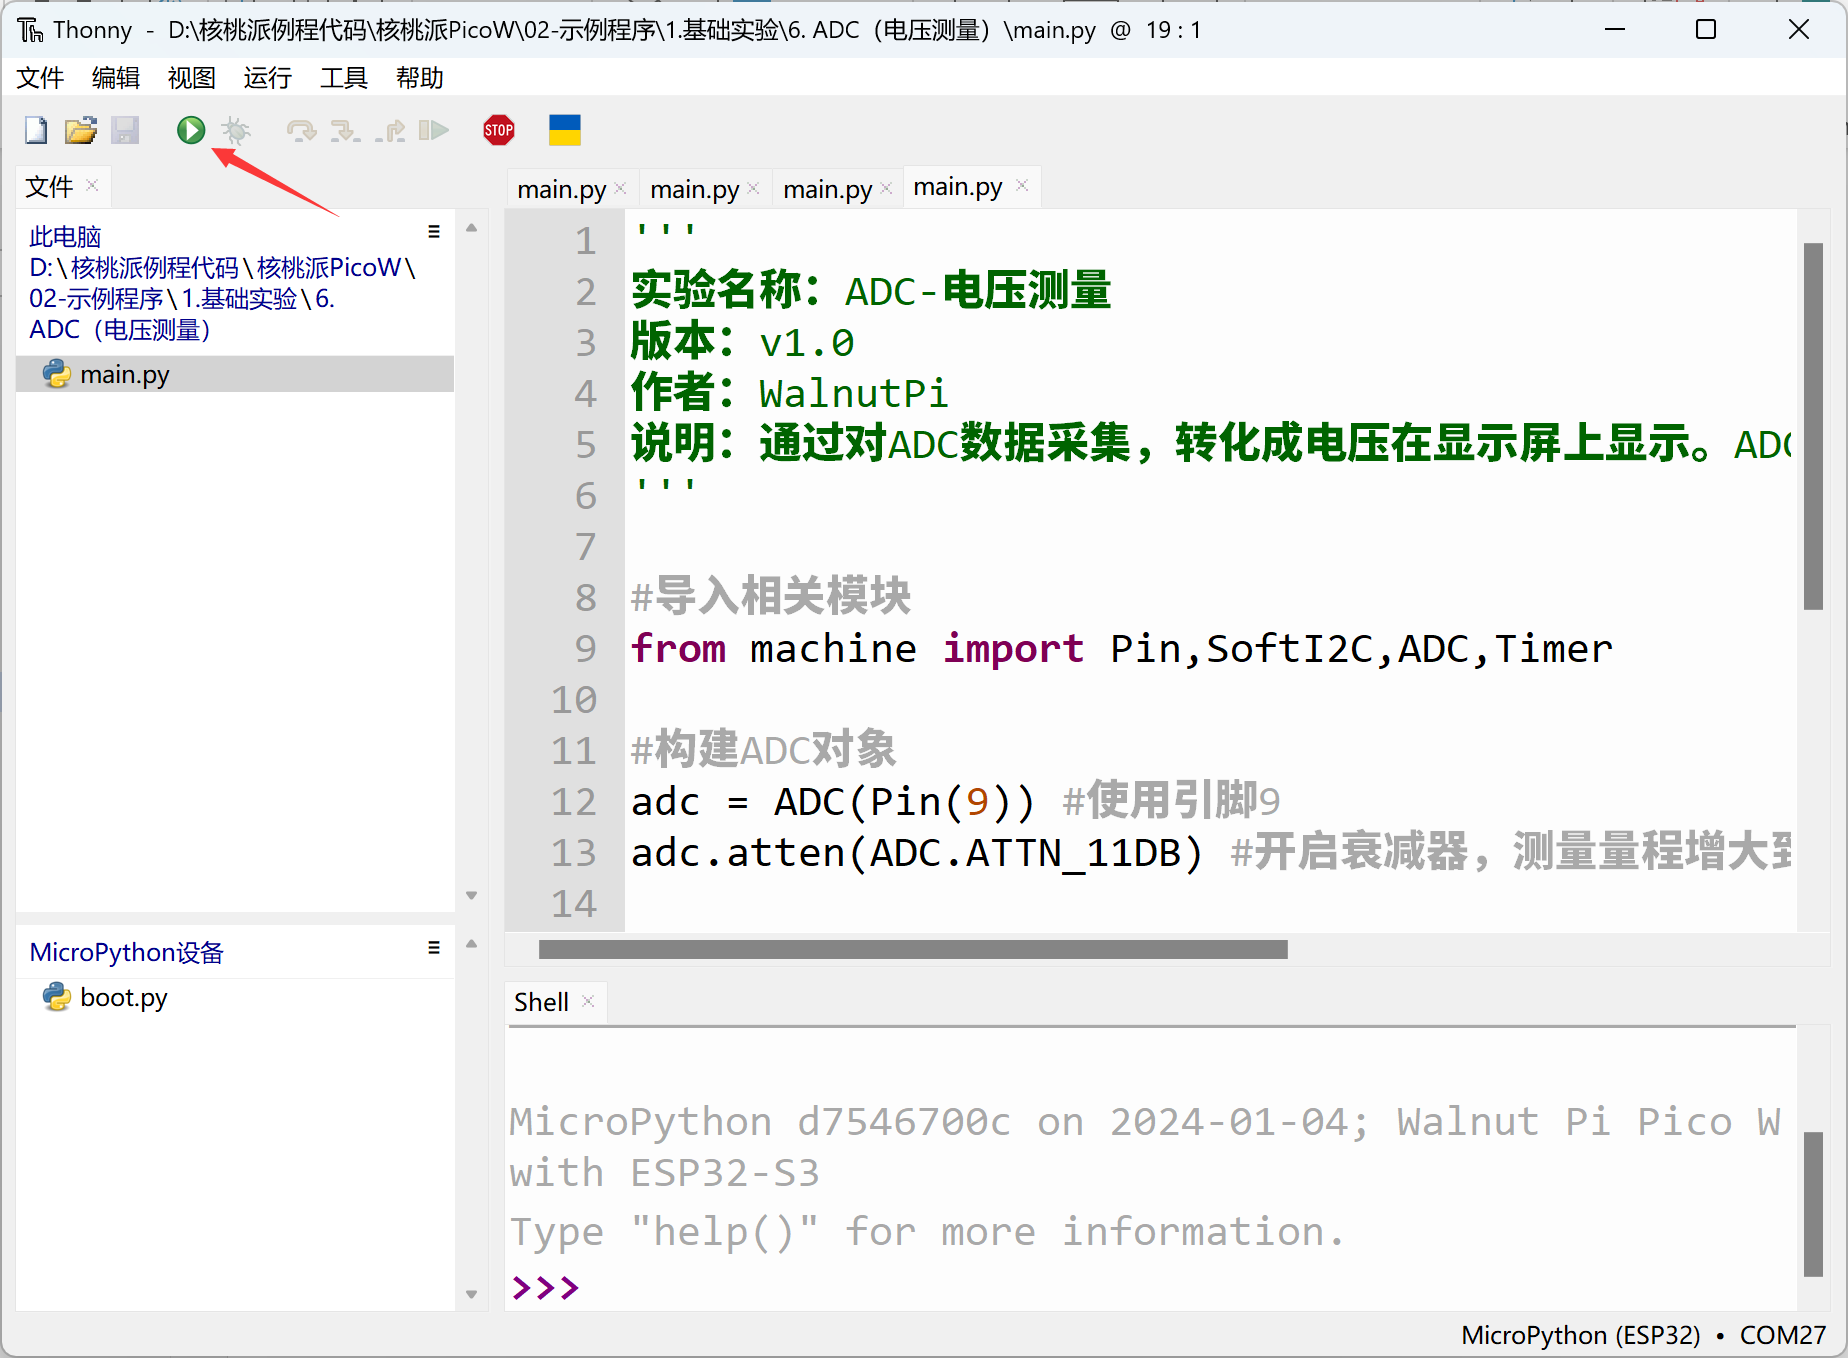 Thonny - D:\核桃派例程代码\核桃派PicoW\02-示例程序\1.基础实验\6. ADC（电压测量）\main.py @ 19 : 1
文件 编辑 视图 运行 工具 帮助
STOP
文件
此电脑
D:\核桃派例程代码\核桃派PicoW\
02-示例程序\1.基础实验\6.
ADC（电压测量）
main.py
MicroPython设备
boot.py
main.py main.py main.py main.py
1 '''
2 实验名称：ADC-电压测量
3 版本：v1.0
4 作者：WalnutPi
5 说明：通过对ADC数据采集，转化成电压在显示屏上显示。ADC
6 '''
7
8 #导入相关模块
9 from machine import Pin,SoftI2C,ADC,Timer
10
11 #构建ADC对象
12 adc = ADC(Pin(9)) #使用引脚9
13 adc.atten(ADC.ATTN_11DB) #开启衰减器，测量量程增大到
14
Shell
MicroPython d7546700c on 2024-01-04; Walnut Pi Pico W
with ESP32-S3
Type "help()" for more information.
>>>
MicroPython (ESP32) • COM27